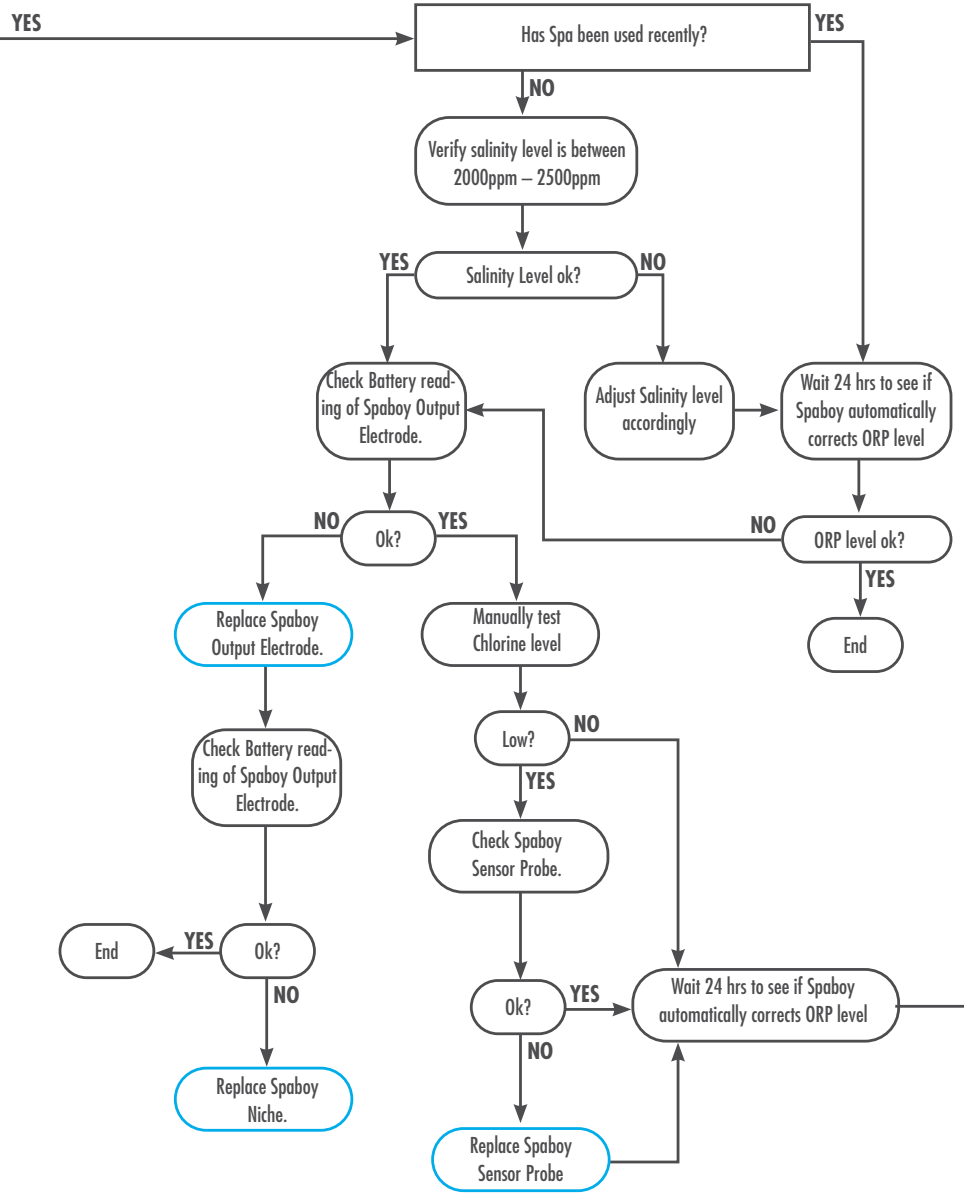 YES
Has Spa been used recently?
YES
NO
Verify salinity level is between
2000ppm – 2500ppm
YES
Salinity Level ok?
NO
Check Battery read-
ing of Spaboy Output
Electrode.
Adjust Salinity level
accordingly
Wait 24 hrs to see if
Spaboy automatically
corrects ORP level
NO
Ok?
YES
NO
ORP level ok?
YES
End
Replace Spaboy
Output Electrode.
Manually test
Chlorine level
Low?
NO
YES
Check Battery read-
ing of Spaboy Output
Electrode.
Check Spaboy
Sensor Probe.
End
YES
Ok?
NO
Ok?
YES
NO
Wait 24 hrs to see if Spaboy
automatically corrects ORP level
Replace Spaboy
Niche.
Replace Spaboy
Sensor Probe